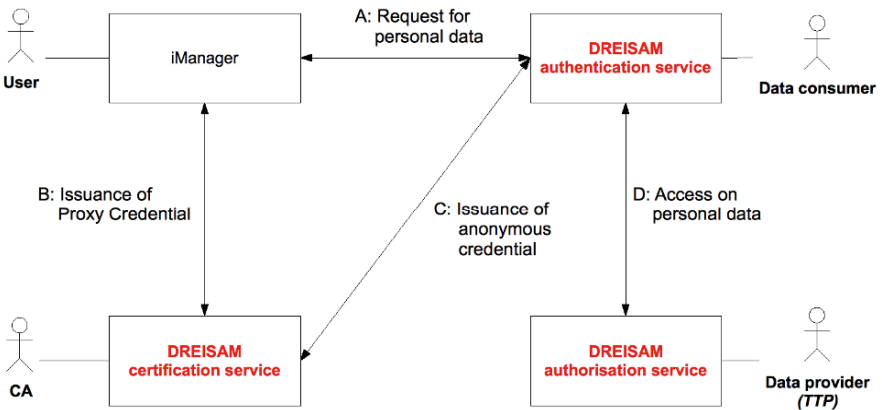 A: Request for
personal data
iManager
DREISAM
authentication service
User
Data consumer
B: Issuance of
Proxy Credential
C: Issuance of
anonymous
credential
D: Access on
personal data
DREISAM
certification service
DREISAM
authorisation service
CA
Data provider
(TTP)